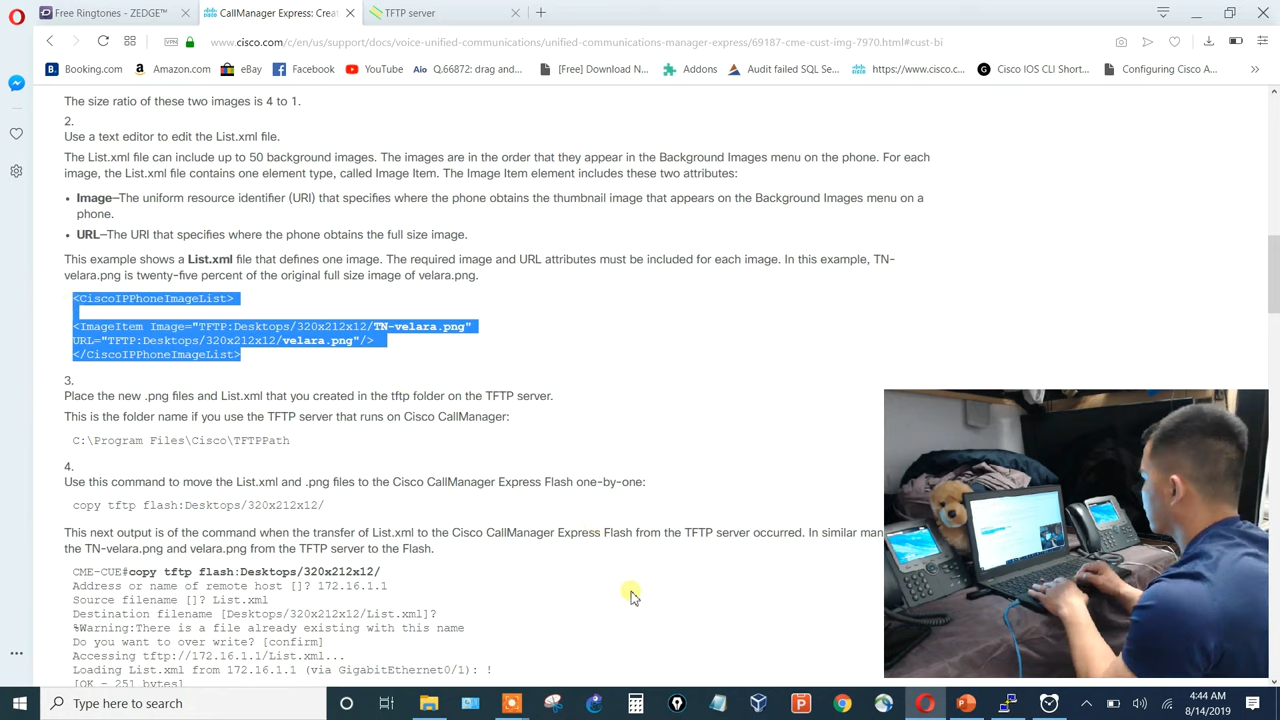 Free Ringtones - ZEDGE™
CallManager Express: Crea
TFTP server
www.cisco.com/c/en/us/support/docs/voice-unified-communications/unified-communications-manager-express/69187-cme-cust-img-7970.html#cust-bi
VPN
Booking.com
Amazon.com
eBay
Facebook
YouTube
Aio Q.66872: drag and...
[Free] Download N...
Addons
Audit failed SQL Se...
https://www.cisco.c...
Cisco IOS CLI Short...
Configuring Cisco A...
The size ratio of these two images is 4 to 1.
2.
Use a text editor to edit the List.xml file.
The List.xml file can include up to 50 background images. The images are in the order that they appear in the Background Images menu on the phone. For each
image, the List.xml file contains one element type, called Image Item. The Image Item element includes these two attributes:
• Image—The uniform resource identifier (URI) that specifies where the phone obtains the thumbnail image that appears on the Background Images menu on a
phone.
• URL—The URI that specifies where the phone obtains the full size image.
This example shows a List.xml file that defines one image. The required image and URL attributes must be included for each image. In this example, TN-
velara.png is twenty-five percent of the original full size image of velara.png.
<CiscoIPPhoneImageList>
<ImageItem Image="TFTP:Desktops/320x212x12/TN-velara.png"
URL="TFTP:Desktops/320x212x12/velara.png"/>
</CiscoIPPhoneImageList>
3.
Place the new .png files and List.xml that you created in the tftp folder on the TFTP server.
This is the folder name if you use the TFTP server that runs on Cisco CallManager:
C:\Program Files\Cisco\TFTPPath
4.
Use this command to move the List.xml and .png files to the Cisco CallManager Express Flash one-by-one:
copy tftp flash:Desktops/320x212x12/
This next output is of the command when the transfer of List.xml to the Cisco CallManager Express Flash from the TFTP server occurred. In similar man
the TN-velara.png and velara.png from the TFTP server to the Flash.
CME-CUE#copy tftp flash:Desktops/320x212x12/
Address or name of remote host []? 172.16.1.1
Source filename []? List.xml
Destination filename [Desktops/320x212x12/List.xml]?
%Warning:There is a file already existing with this name
Do you want to over write? [confirm]
Accessing tftp://172.16.1.1/List.xml...
Loading List.xml from 172.16.1.1 (via GigabitEthernet0/1): !
[OK - 251 bytes]
Type here to search
4:44 AM
8/14/2019